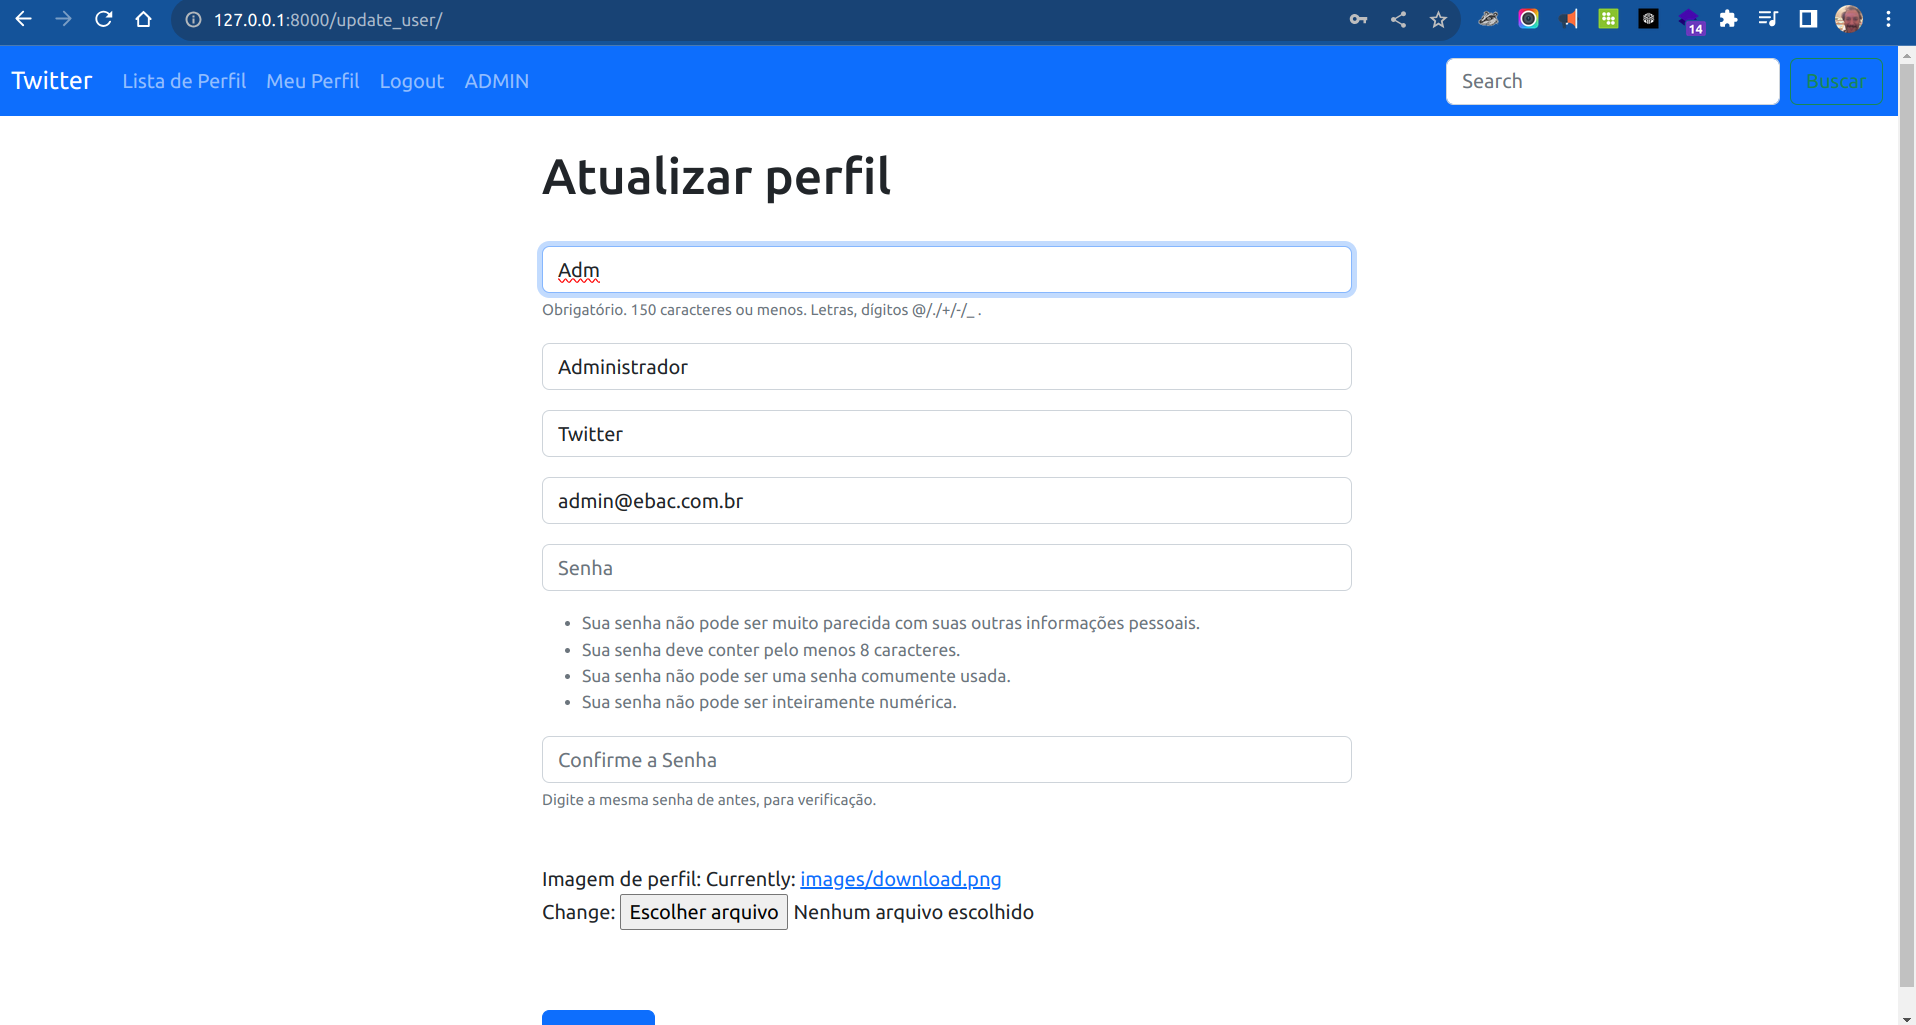 127.0.0.1:8000/update_user/
14
Twitter Lista de Perfil Meu Perfil Logout ADMIN Search Buscar
Atualizar perfil
Adm
Obrigatório. 150 caracteres ou menos. Letras, dígitos @/./+/-/_ .
Administrador
Twitter
admin@ebac.com.br
Senha
• Sua senha não pode ser muito parecida com suas outras informações pessoais.
• Sua senha deve conter pelo menos 8 caracteres.
• Sua senha não pode ser uma senha comumente usada.
• Sua senha não pode ser inteiramente numérica.
Confirme a Senha
Digite a mesma senha de antes, para verificação.
Imagem de perfil: Currently: images/download.png
Change: Escolher arquivo Nenhum arquivo escolhido